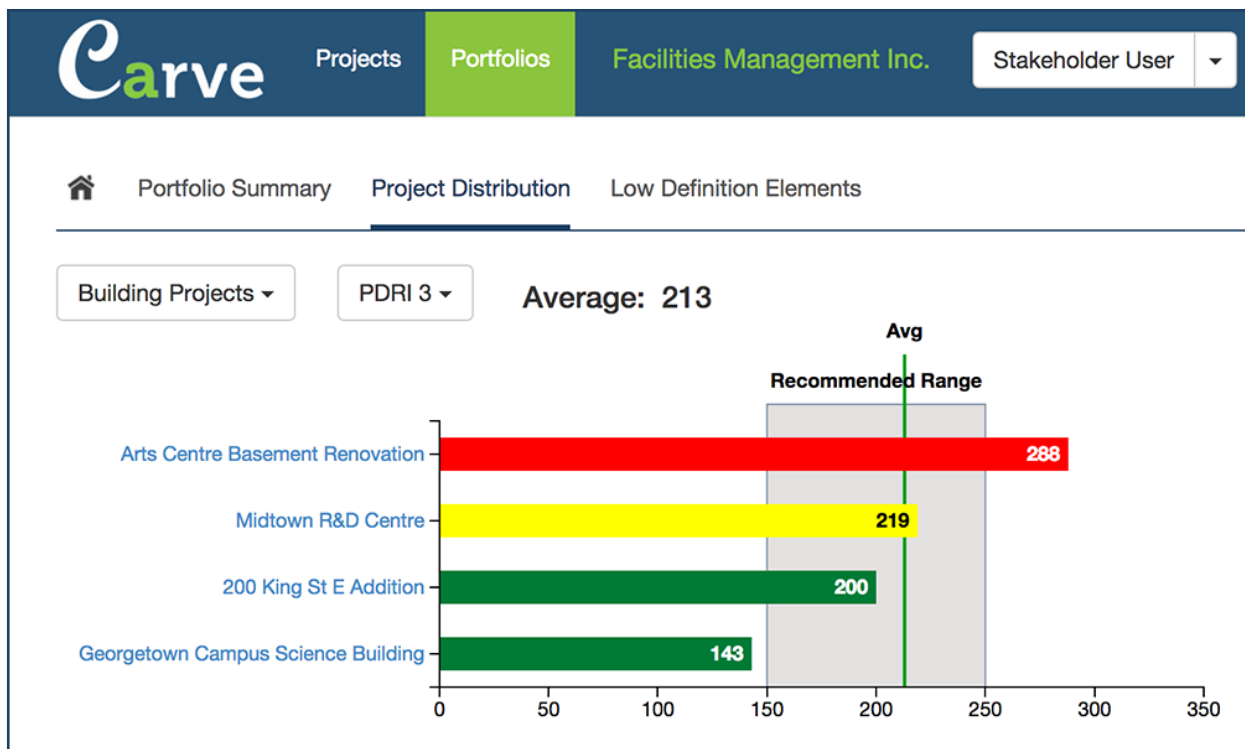 Carve Projects Portfolios Facilities Management Inc. Stakeholder User
Portfolio Summary Project Distribution Low Definition Elements
Building Projects PDRI 3 Average: 213
Avg
Recommended Range
Arts Centre Basement Renovation 288
Midtown R&D Centre 219
200 King St E Addition 200
Georgetown Campus Science Building 143
0 50 100 150 200 250 300 350